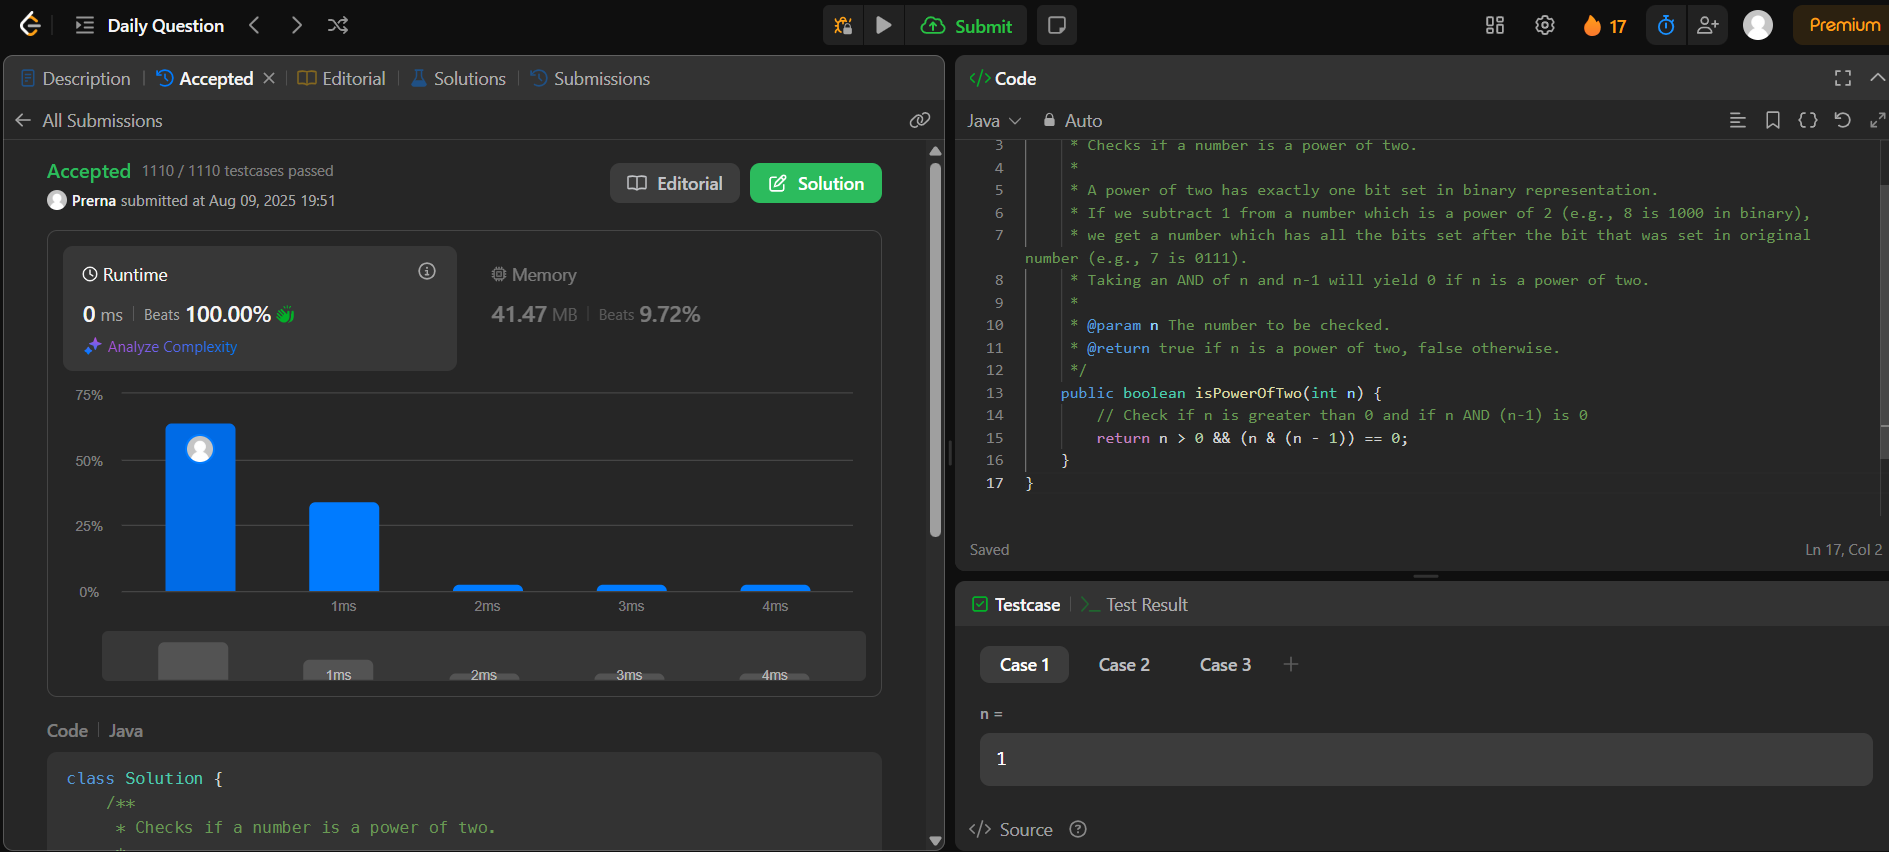 Daily Question
Submit
17
Premium
Description
Accepted
Editorial
Solutions
Submissions
All Submissions
Accepted 1110 / 1110 testcases passed
Prerna submitted at Aug 09, 2025 19:51
Editorial
Solution
Runtime
0 ms Beats 100.00%
Analyze Complexity
Memory
41.47 MB Beats 9.72%
75%
50%
25%
0%
1ms 2ms 3ms 4ms
1ms 2ms 3ms 4ms
Code Java
class Solution {
/**
* Checks if a number is a power of two.
*
</> Code
Java Auto
3 * Checks if a number is a power of two.
4 *
5 * A power of two has exactly one bit set in binary representation.
6 * If we subtract 1 from a number which is a power of 2 (e.g., 8 is 1000 in binary),
7 * we get a number which has all the bits set after the bit that was set in original
number (e.g., 7 is 0111).
8 * Taking an AND of n and n-1 will yield 0 if n is a power of two.
9 *
10 * @param n The number to be checked.
11 * @return true if n is a power of two, false otherwise.
12 */
13 public boolean isPowerOfTwo(int n) {
14 // Check if n is greater than 0 and if n AND (n-1) is 0
15 return n > 0 && (n & (n - 1)) == 0;
16 }
17 }
Saved
Ln 17, Col 2
Testcase
>_ Test Result
Case 1 Case 2 Case 3 +
n =
1
</> Source ?